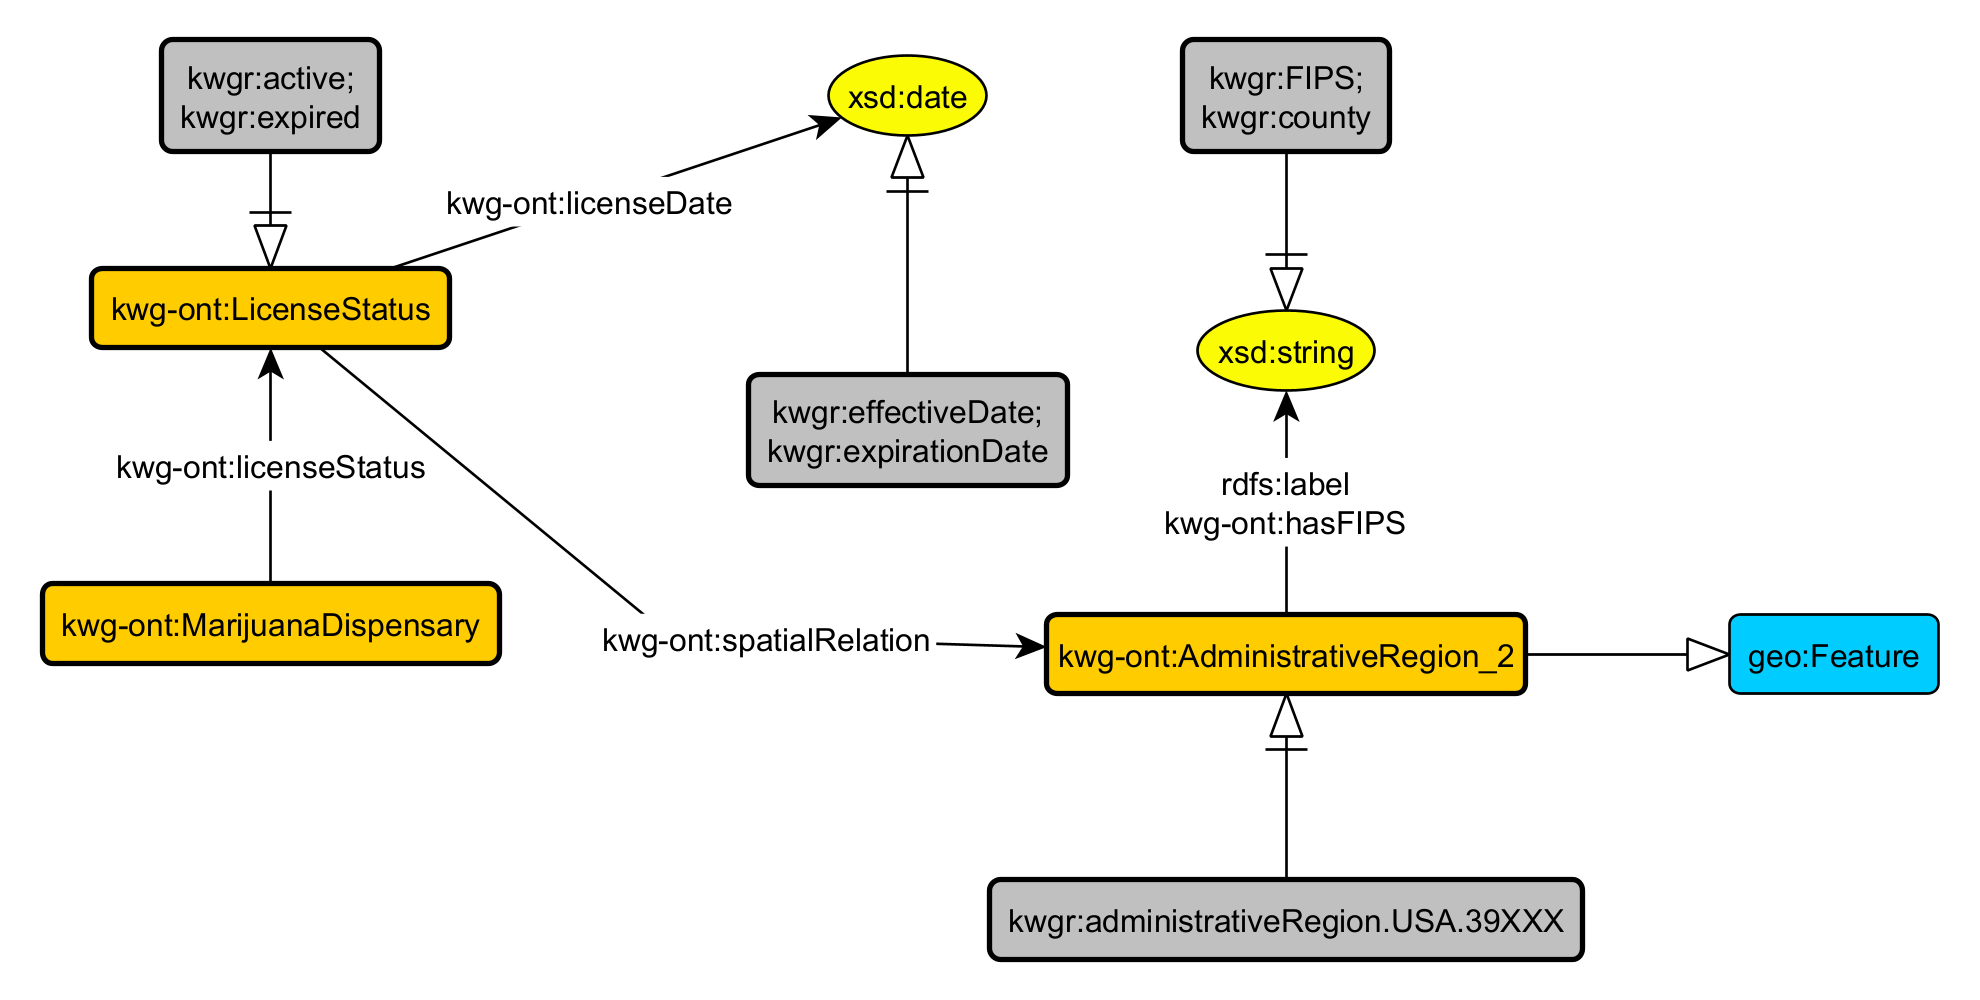 kwgr:active;
kwgr:expired
xsd:date
kwgr:FIPS;
kwgr:county
kwg-ont:licenseDate
kwg-ont:LicenseStatus
xsd:string
kwgr:effectiveDate;
kwgr:expirationDate
kwg-ont:licenseStatus
rdfs:label
kwg-ont:hasFIPS
kwg-ont:MarijuanaDispensary
kwg-ont:spatialRelation
kwg-ont:AdministrativeRegion_2
geo:Feature
kwgr:administrativeRegion.USA.39XXX